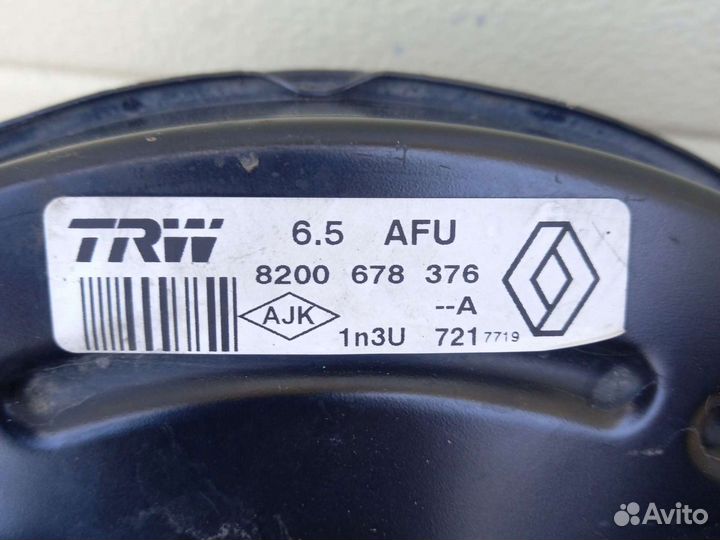 TRW 6.5 AFU
8200 678 376
--A
AJK
1n3U 721 7719
Avito